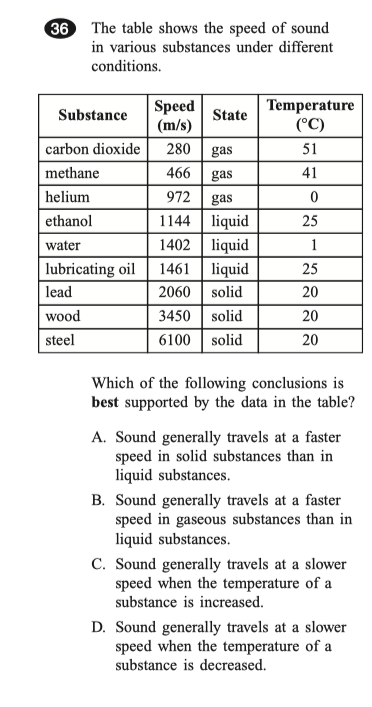 36 The table shows the speed of sound
in various substances under different
conditions.
Substance Speed (m/s) State Temperature (°C)
carbon dioxide 280 gas 51
methane 466 gas 41
helium 972 gas 0
ethanol 1144 liquid 25
water 1402 liquid 1
lubricating oil 1461 liquid 25
lead 2060 solid 20
wood 3450 solid 20
steel 6100 solid 20
Which of the following conclusions is
best supported by the data in the table?
A. Sound generally travels at a faster
speed in solid substances than in
liquid substances.
B. Sound generally travels at a faster
speed in gaseous substances than in
liquid substances.
C. Sound generally travels at a slower
speed when the temperature of a
substance is increased.
D. Sound generally travels at a slower
speed when the temperature of a
substance is decreased.